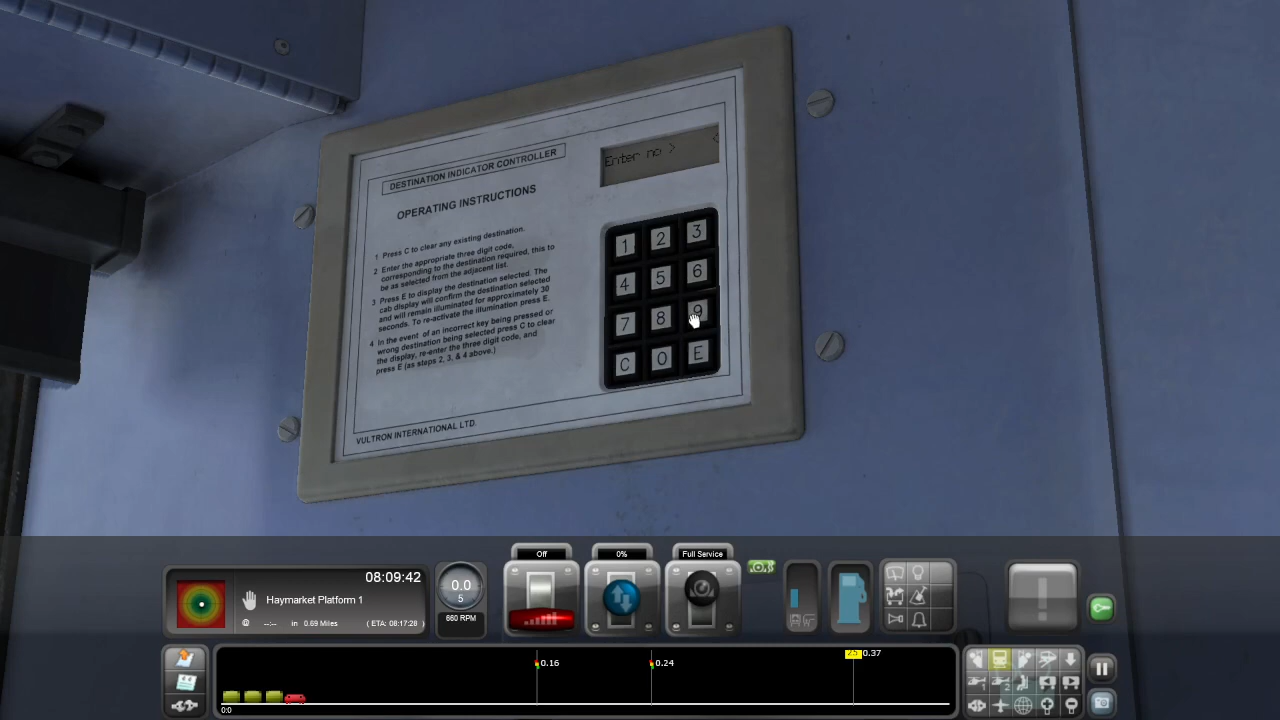 DESTINATION INDICATOR CONTROLLER
OPERATING INSTRUCTIONS
1 Press C to clear any existing destination.
2 Enter the appropriate three digit code,
corresponding to the destination required, this to
be as selected from the adjacent list.
3 Press E to display the destination selected. The
cab display will confirm the destination selected
and will remain illuminated for approximately 30
seconds. To re-activate the illumination press E.
4 In the event of an incorrect key being pressed or
wrong destination being selected press C to clear
the display, re-enter the three digit code, and
press E (as steps 2, 3, & 4 above.)
VULTRON INTERNATIONAL LTD.
Enter no > <
1 2 3
4 5 6
7 8 9
C 0 E
08:09:42
Haymarket Platform 1
--:-- in 0.69 Miles ( ETA: 08:17:28 )
0.0
5
660 RPM
Off
0%
Full Service
0.16
0.24
25 0.37
0:0
1
2